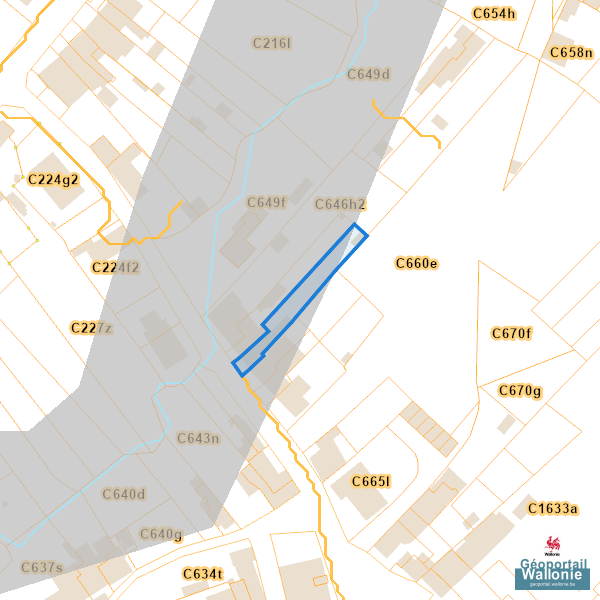 C654h
C216l
C658n
C649d
C224g2
C649f
C646h2
C224f2
C660e
C227z
C670f
C670g
C643n
C665l
C640d
C1633a
C640g
C637s
C634t
Wallonie
Géoportail
Wallonie
geoportail.wallonie.be